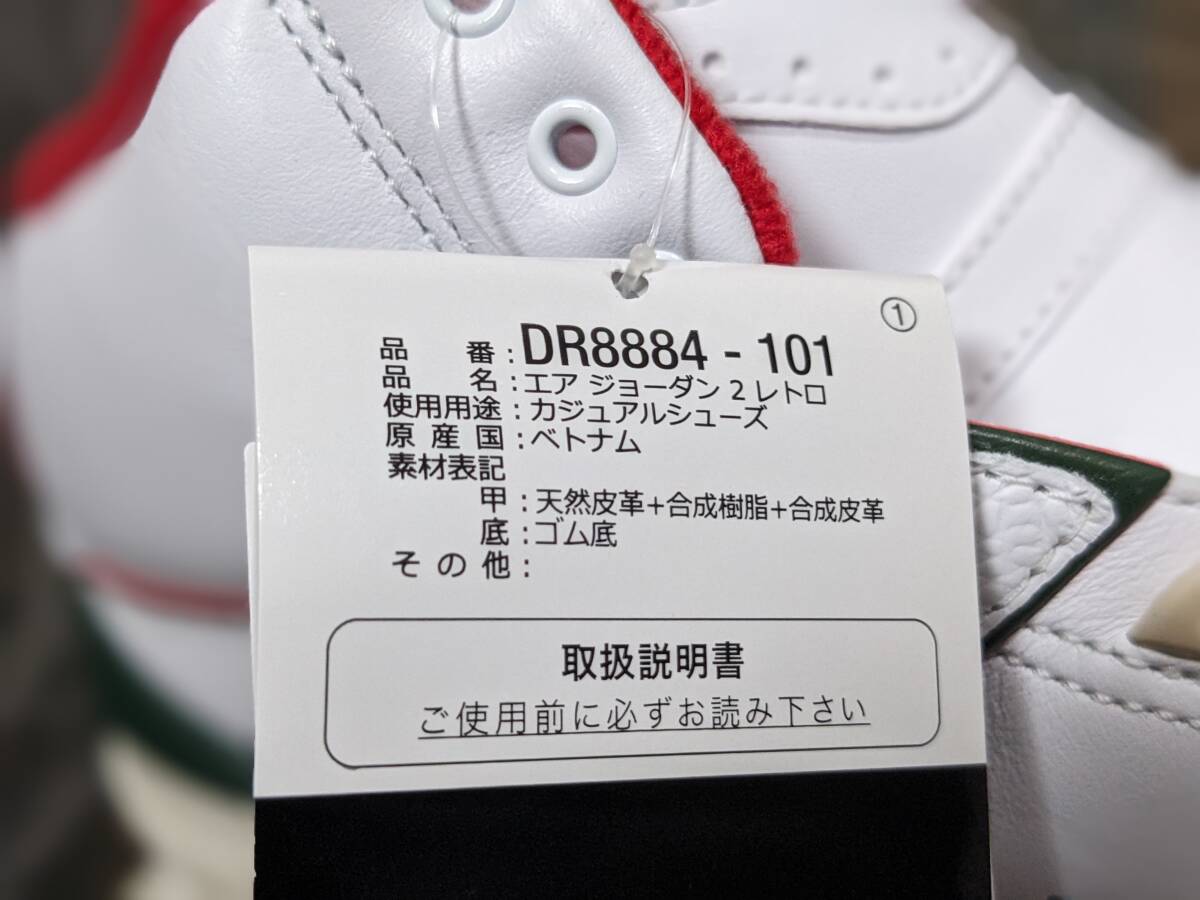 ①
品番:DR8884-101
品名:エア ジョーダン 2 レトロ
使用用途:カジュアルシューズ
原産国:ベトナム
素材表記
甲:天然皮革+合成樹脂+合成皮革
底:ゴム底
その他:
取扱説明書
ご使用前に必ずお読み下さい